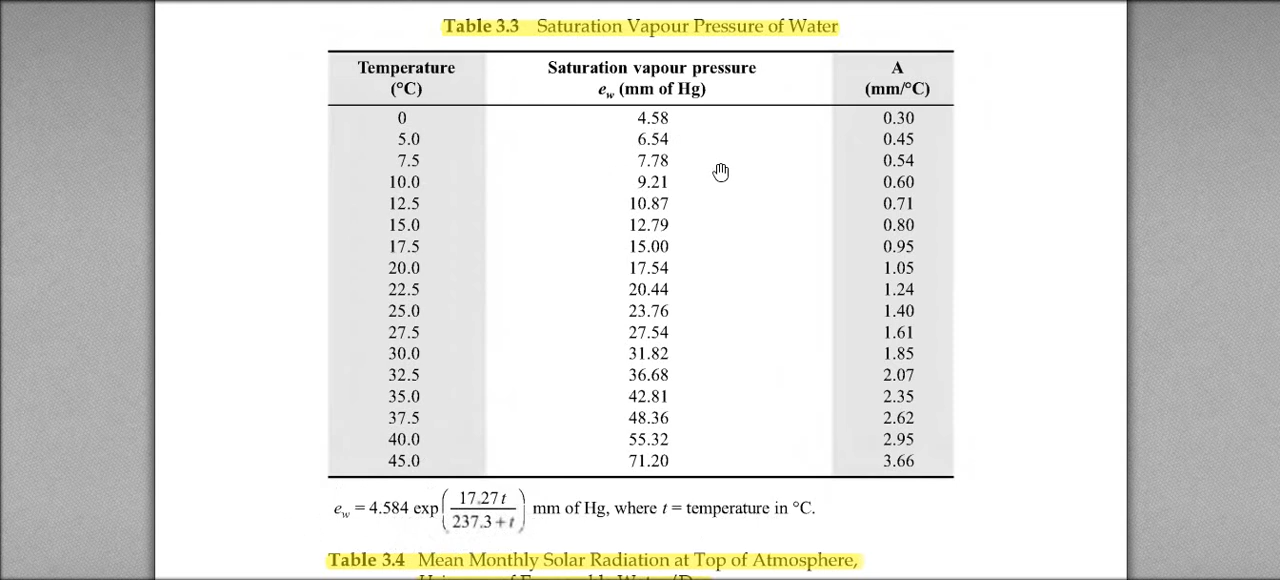 Table 3.3 Saturation Vapour Pressure of Water
Temperature (°C) Saturation vapour pressure e_w (mm of Hg) A (mm/°C)
0 4.58 0.30
5.0 6.54 0.45
7.5 7.78 0.54
10.0 9.21 0.60
12.5 10.87 0.71
15.0 12.79 0.80
17.5 15.00 0.95
20.0 17.54 1.05
22.5 20.44 1.24
25.0 23.76 1.40
27.5 27.54 1.61
30.0 31.82 1.85
32.5 36.68 2.07
35.0 42.81 2.35
37.5 48.36 2.62
40.0 55.32 2.95
45.0 71.20 3.66
e_w = 4.584 exp(17.27t / 237.3 + t) mm of Hg, where t = temperature in °C.
Table 3.4 Mean Monthly Solar Radiation at Top of Atmosphere,